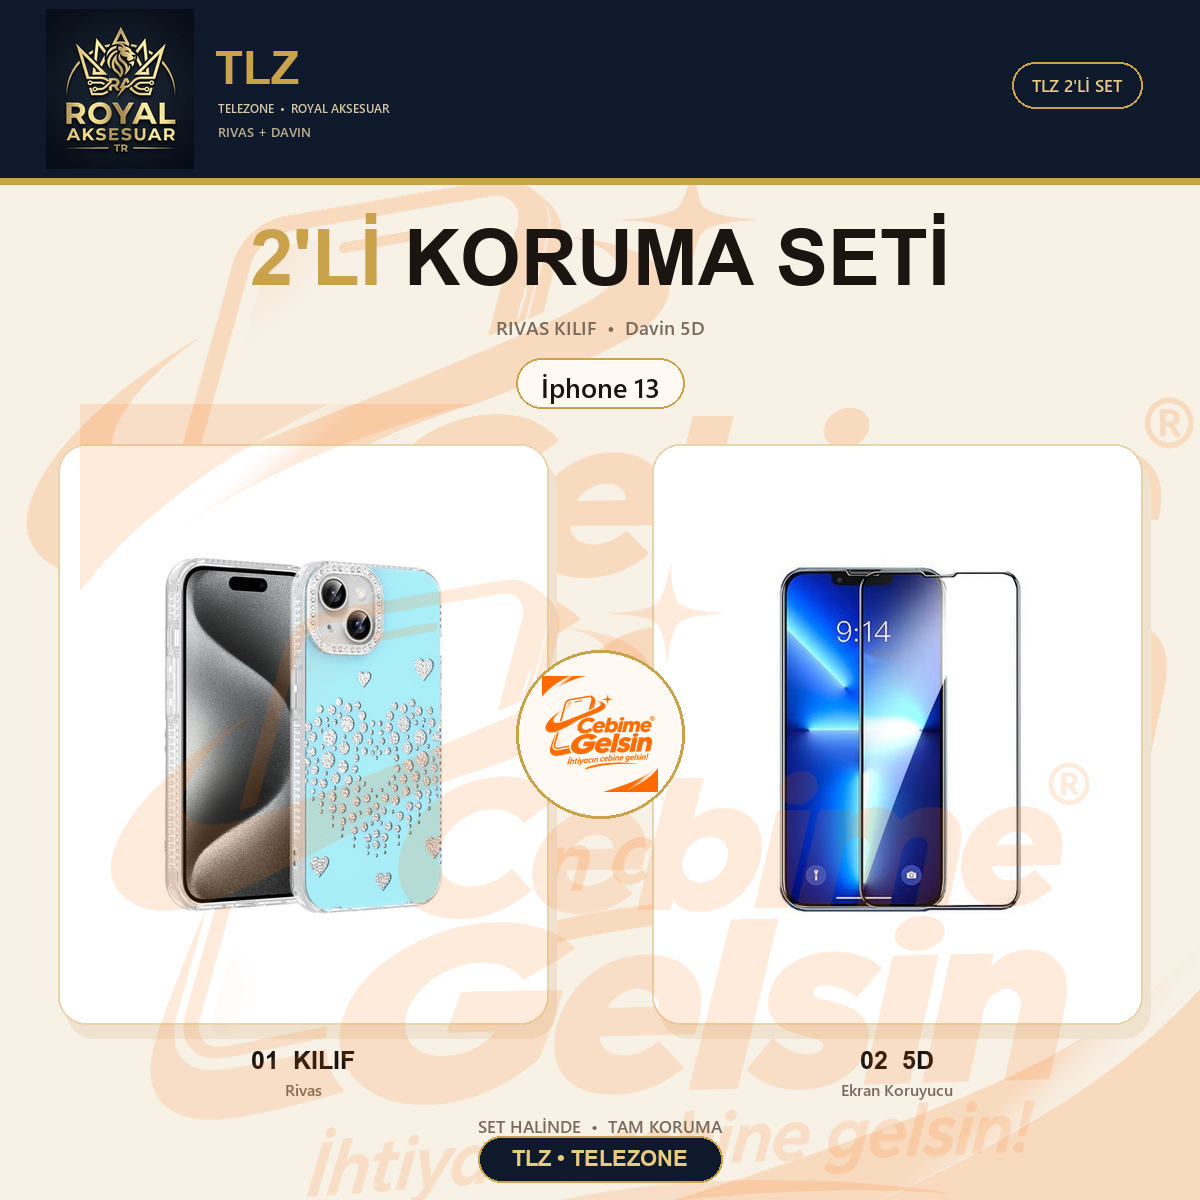 ROYAL
AKSESUAR
TR
TLZ
TELEZONE • ROYAL AKSESUAR
RIVAS + DAVIN
TLZ 2'Lİ SET
2'Lİ KORUMA SETİ
RIVAS KILIF • Davin 5D
İphone 13
9:14
Cebime®
Gelsin
İhtiyacın cebine gelsin!
Cebime®
Gelsin
01 KILIF
Rivas
02 5D
Ekran Koruyucu
SET HALİNDE • TAM KORUMA
TLZ • TELEZONE